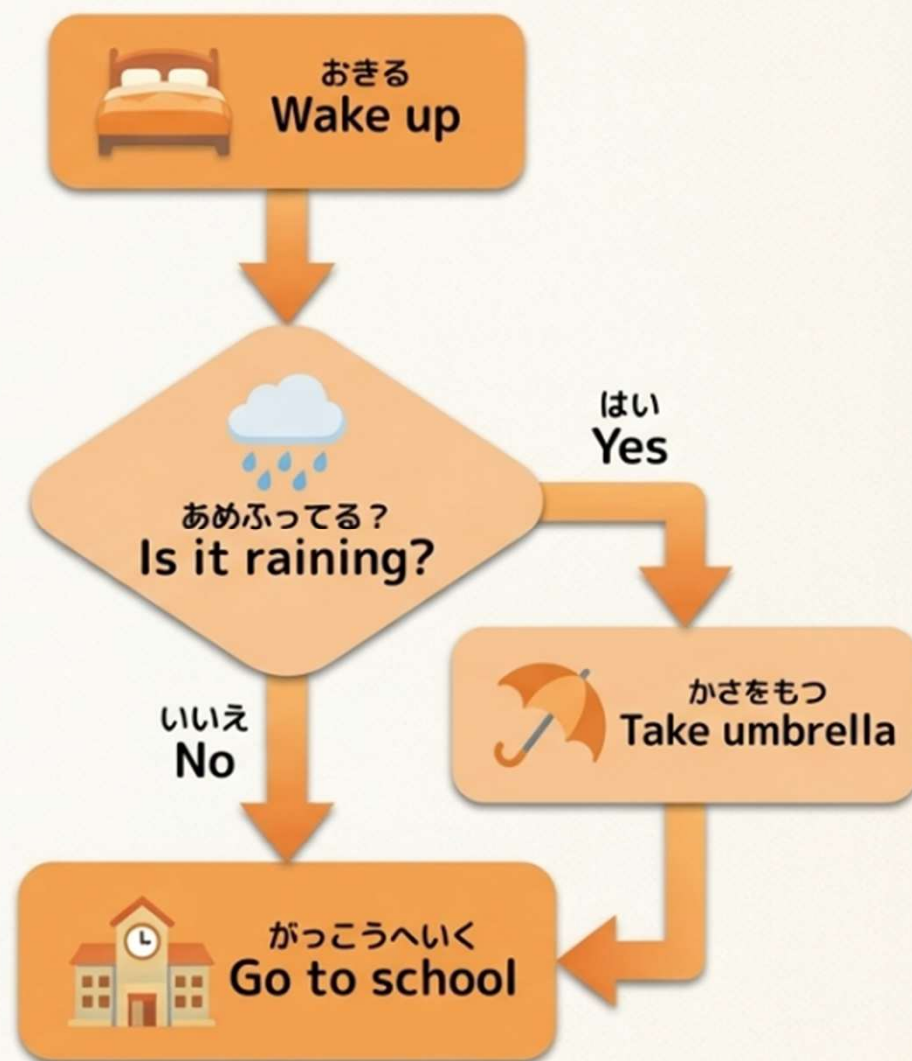 おきる
Wake up
あめふってる？
Is it raining?
はい
Yes
かさをもつ
Take umbrella
いいえ
No
がっこうへいく
Go to school